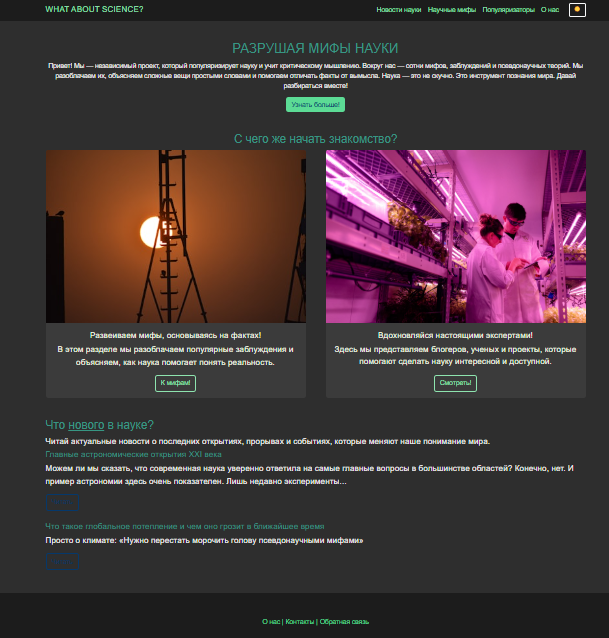 WHAT ABOUT SCIENCE?
Новости науки Научные мифы Популяризаторы О нас
РАЗРУШАЯ МИФЫ НАУКИ
Привет! Мы — независимый проект, который популяризирует науку и учит критическому мышлению. Вокруг нас — сотни мифов, заблуждений и псевдонаучных теорий. Мы
разоблачаем их, объясняем сложные вещи простыми словами и помогаем отличать факты от вымысла. Наука — это не скучно. Это инструмент познания мира. Давай
разбираться вместе!
Узнать больше!
С чего же начать знакомство?
Развеиваем мифы, основываясь на фактах!
В этом разделе мы разоблачаем популярные заблуждения и
объясняем, как наука помогает понять реальность.
К мифам!
Вдохновляйся настоящими экспертами!
Здесь мы представляем блогеров, ученых и проекты, которые
помогают сделать науку интересной и доступной.
Смотреть!
Что нового в науке?
Читай актуальные новости о последних открытиях, прорывах и событиях, которые меняют наше понимание мира.
Главные астрономические открытия XXI века
Можем ли мы сказать, что современная наука уверенно ответила на самые главные вопросы в большинстве областей? Конечно, нет. И
пример астрономии здесь очень показателен. Лишь недавно эксперименты...
Что такое глобальное потепление и чем оно грозит в ближайшее время
Просто о климате: «Нужно перестать морочить голову псевдонаучными мифами»
О нас | Контакты | Обратная связь